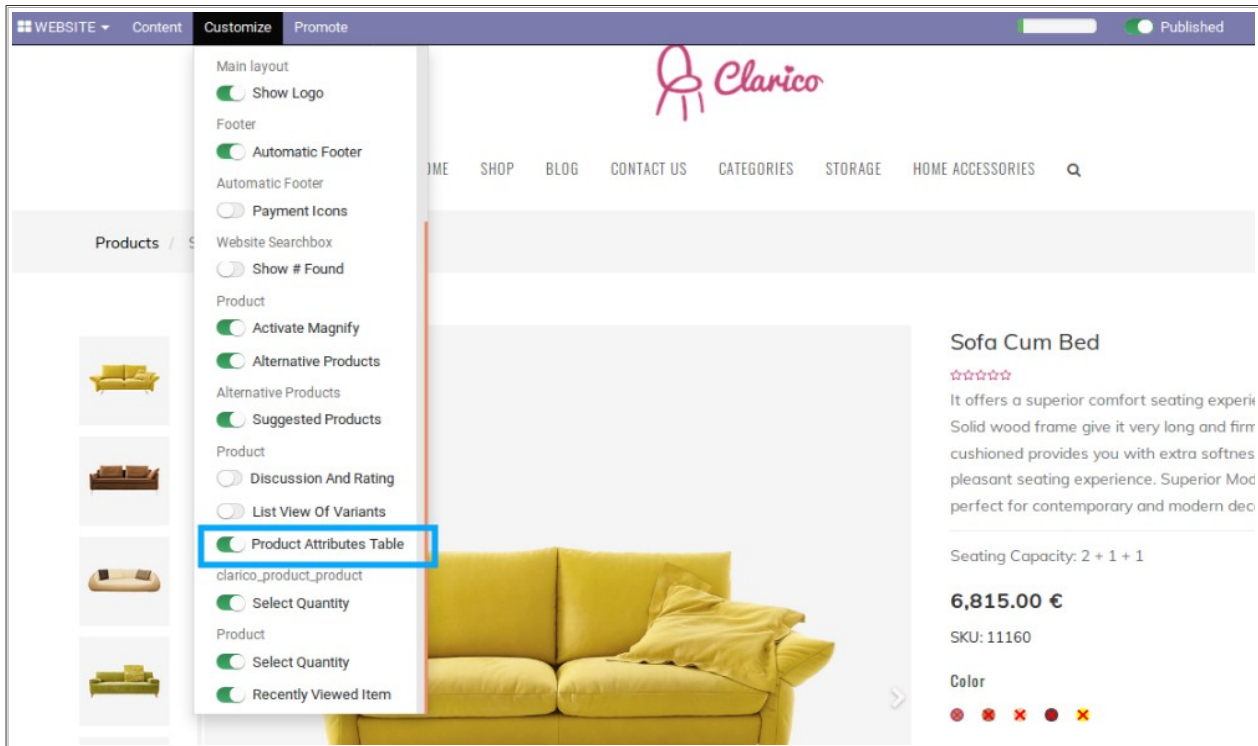 WEBSITE Content Customize Promote Published
Main layout
Show Logo
Footer
Automatic Footer
Automatic Footer
Payment Icons
Website Searchbox
Show # Found
Product
Activate Magnify
Alternative Products
Alternative Products
Suggested Products
Product
Discussion And Rating
List View Of Variants
Product Attributes Table
clarico_product_product
Select Quantity
Product
Select Quantity
Recently Viewed Item
Clarico
OME SHOP BLOG CONTACT US CATEGORIES STORAGE HOME ACCESSORIES
Products / S
Sofa Cum Bed
It offers a superior comfort seating experie
Solid wood frame give it very long and firm
cushioned provides you with extra softnes
pleasant seating experience. Superior Mod
perfect for contemporary and modern deco
Seating Capacity: 2 + 1 + 1
6,815.00 €
SKU: 11160
Color